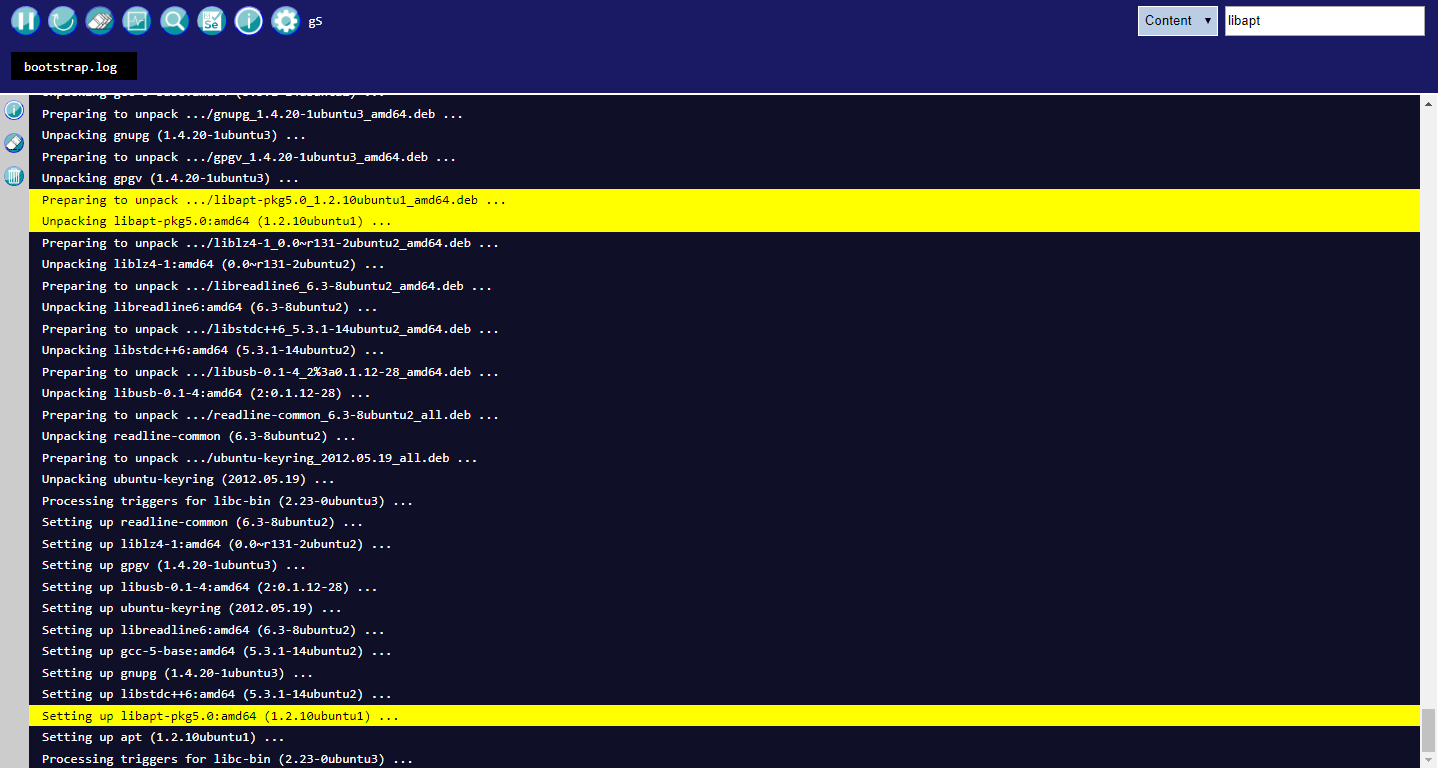 gS
Content
libapt
bootstrap.log
Preparing to unpack .../gnupg_1.4.20-1ubuntu3_amd64.deb ...
Unpacking gnupg (1.4.20-1ubuntu3) ...
Preparing to unpack .../gpgv_1.4.20-1ubuntu3_amd64.deb ...
Unpacking gpgv (1.4.20-1ubuntu3) ...
Preparing to unpack .../libapt-pkg5.0_1.2.10ubuntu1_amd64.deb ...
Unpacking libapt-pkg5.0:amd64 (1.2.10ubuntu1) ...
Preparing to unpack .../liblz4-1_0.0~r131-2ubuntu2_amd64.deb ...
Unpacking liblz4-1:amd64 (0.0~r131-2ubuntu2) ...
Preparing to unpack .../libreadline6_6.3-8ubuntu2_amd64.deb ...
Unpacking libreadline6:amd64 (6.3-8ubuntu2) ...
Preparing to unpack .../libstdc++6_5.3.1-14ubuntu2_amd64.deb ...
Unpacking libstdc++6:amd64 (5.3.1-14ubuntu2) ...
Preparing to unpack .../libusb-0.1-4_2%3a0.1.12-28_amd64.deb ...
Unpacking libusb-0.1-4:amd64 (2:0.1.12-28) ...
Preparing to unpack .../readline-common_6.3-8ubuntu2_all.deb ...
Unpacking readline-common (6.3-8ubuntu2) ...
Preparing to unpack .../ubuntu-keyring_2012.05.19_all.deb ...
Unpacking ubuntu-keyring (2012.05.19) ...
Processing triggers for libc-bin (2.23-0ubuntu3) ...
Setting up readline-common (6.3-8ubuntu2) ...
Setting up liblz4-1:amd64 (0.0~r131-2ubuntu2) ...
Setting up gpgv (1.4.20-1ubuntu3) ...
Setting up libusb-0.1-4:amd64 (2:0.1.12-28) ...
Setting up ubuntu-keyring (2012.05.19) ...
Setting up libreadline6:amd64 (6.3-8ubuntu2) ...
Setting up gcc-5-base:amd64 (5.3.1-14ubuntu2) ...
Setting up gnupg (1.4.20-1ubuntu3) ...
Setting up libstdc++6:amd64 (5.3.1-14ubuntu2) ...
Setting up libapt-pkg5.0:amd64 (1.2.10ubuntu1) ...
Setting up apt (1.2.10ubuntu1) ...
Processing triggers for libc-bin (2.23-0ubuntu3) ...